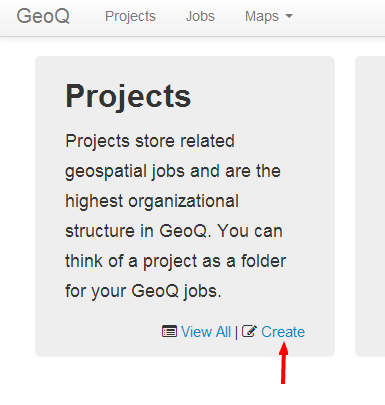 GeoQ Projects Jobs Maps
Projects
Projects store related
geospatial jobs and are the
highest organizational
structure in GeoQ. You can
think of a project as a folder
for your GeoQ jobs.
View All | Create